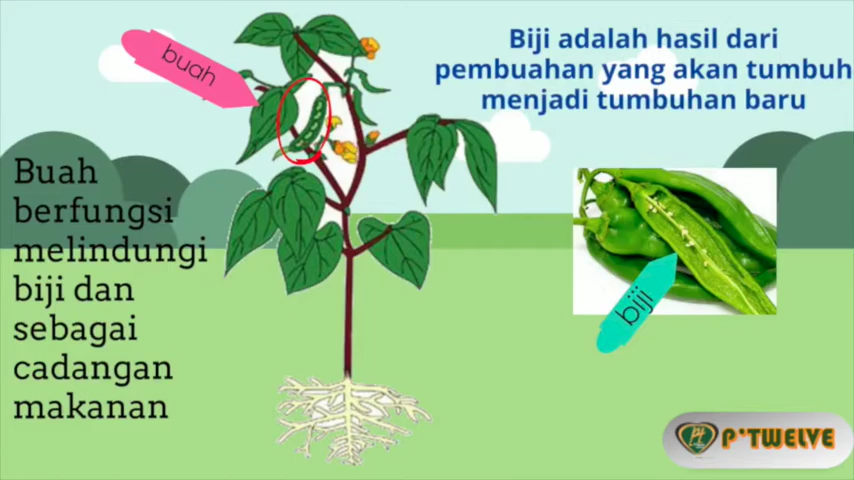 buah
Biji adalah hasil dari
pembuahan yang akan tumbuh
menjadi tumbuhan baru
Buah
berfungsi
melindungi
biji dan
sebagai
cadangan
makanan
biji
P'TWELVE